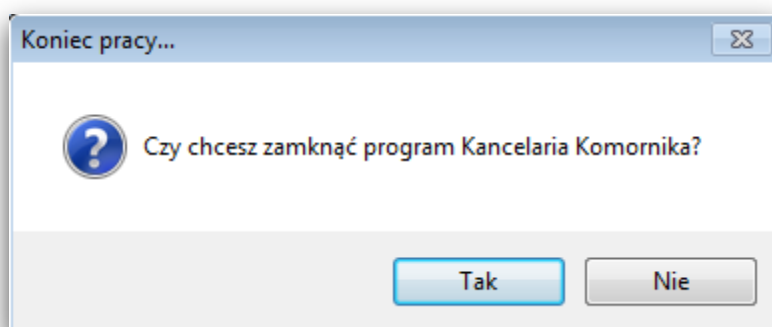 Koniec pracy...
Czy chcesz zamknąć program Kancelaria Komornika?
Tak
Nie